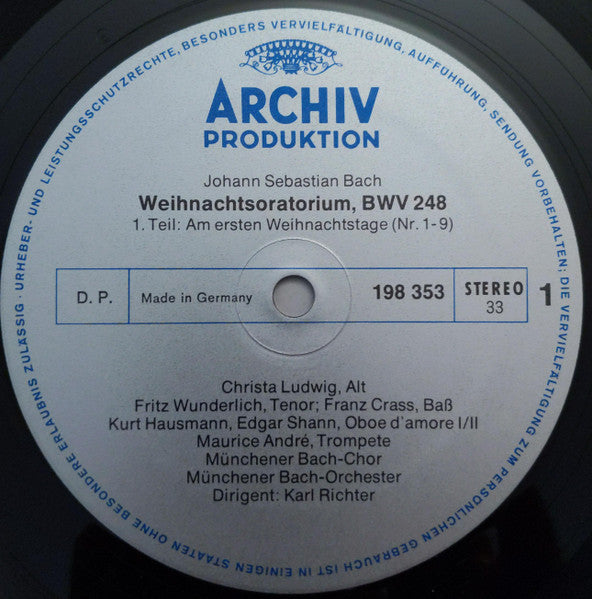 URHEBER- UND LEISTUNGSSCHUTZRECHTE, BESONDERS VERVIELFÄLTIGUNG, AUFFÜHRUNG, SENDUNG VORBEHALTEN; DIE VERVIELFÄLTIGUNG ZUM PERSÖNLICHEN GEBRAUCH IST IN EINIGEN STAATEN OHNE BESONDERE ERLAUBNIS ZULÄSSIG ·
ARCHIV
PRODUKTION
Johann Sebastian Bach
Weihnachtsoratorium, BWV 248
1. Teil: Am ersten Weihnachtstage (Nr. 1-9)
D. P. Made in Germany 198 353 STEREO 1
33
Christa Ludwig, Alt
Fritz Wunderlich, Tenor; Franz Crass, Baß
Kurt Hausmann, Edgar Shann, Oboe d'amore I/II
Maurice André, Trompete
Münchener Bach-Chor
Münchener Bach-Orchester
Dirigent: Karl Richter